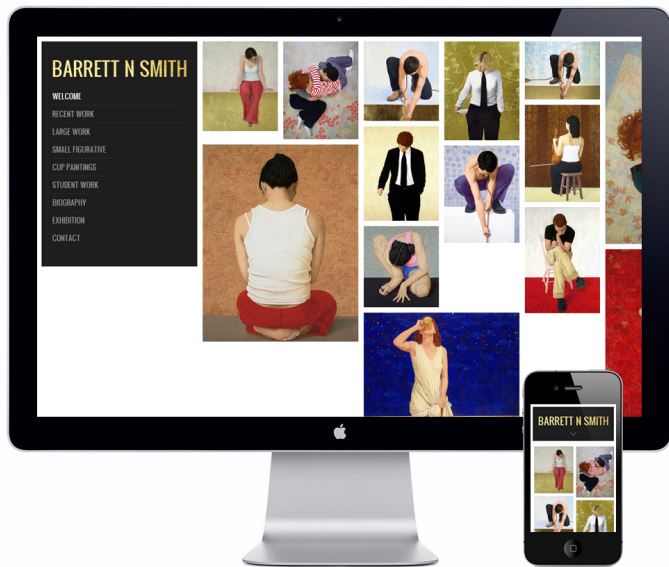 BARRETT N SMITH
WELCOME
RECENT WORK
LARGE WORK
SMALL FIGURATIVE
CUP PAINTINGS
STUDENT WORK
BIOGRAPHY
EXHIBITION
CONTACT
BARRETT N SMITH